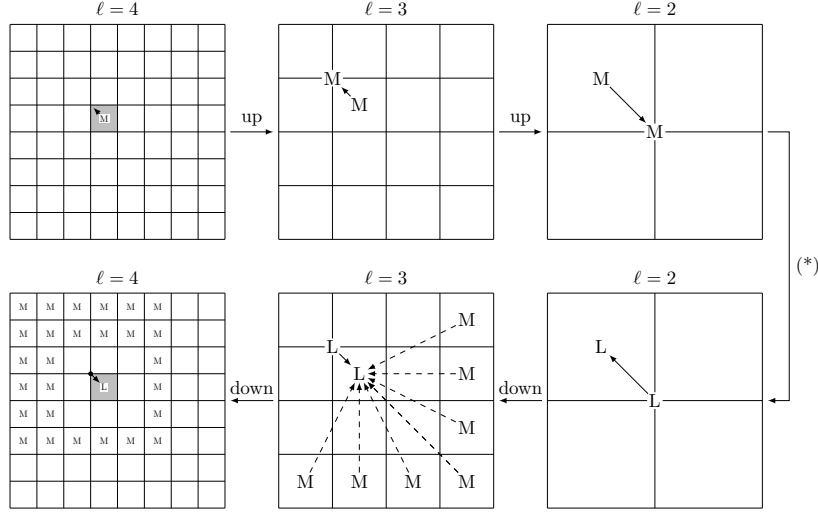 ℓ = 4 ℓ = 3 ℓ = 2
M M
M
M up M up
M
(*)
ℓ = 4 ℓ = 3 ℓ = 2
M M M M M M
M
M M M M M M
M M L L
M M L L M
L down down L
M M M
M M M M M M
M M M M